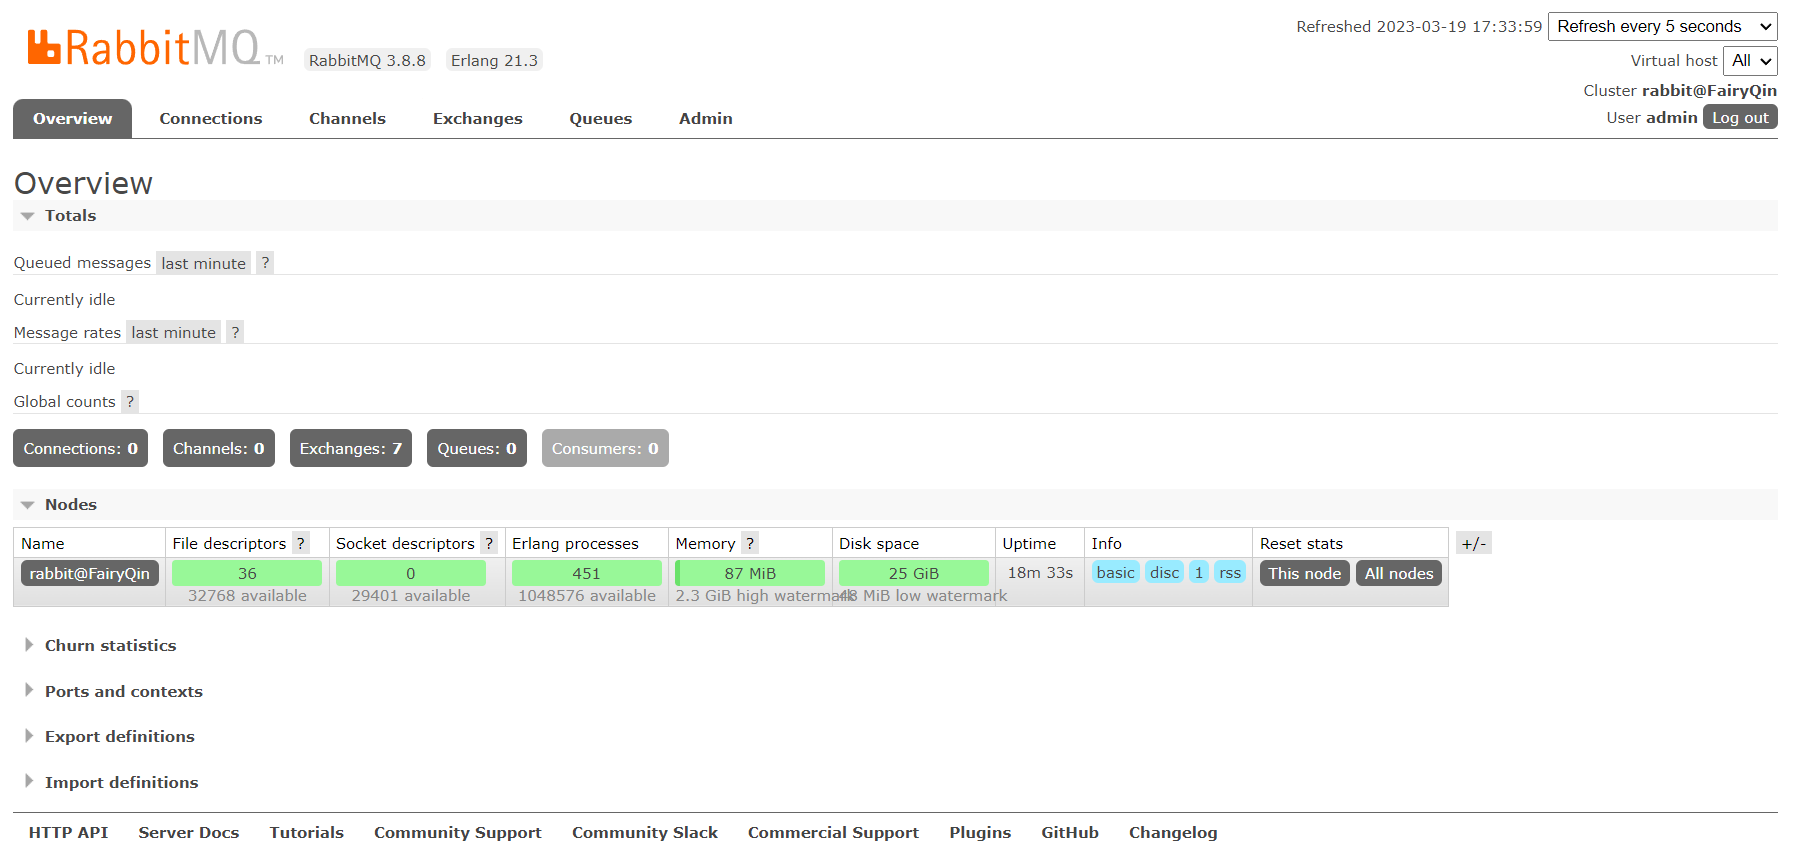 Refreshed 2023-03-19 17:33:59 Refresh every 5 seconds
RabbitMQ TM RabbitMQ 3.8.8 Erlang 21.3
Virtual host All
Cluster rabbit@FairyQin
User admin Log out
Overview Connections Channels Exchanges Queues Admin
Overview
Totals
Queued messages last minute ?
Currently idle
Message rates last minute ?
Currently idle
Global counts ?
Connections: 0 Channels: 0 Exchanges: 7 Queues: 0 Consumers: 0
Nodes
Name File descriptors ? Socket descriptors ? Erlang processes Memory ? Disk space Uptime Info Reset stats +/-
rabbit@FairyQin 36 0 451 87 MiB 25 GiB 18m 33s basic disc 1 rss This node All nodes
32768 available 29401 available 1048576 available 2.3 GiB high watermark 48 MiB low watermark
Churn statistics
Ports and contexts
Export definitions
Import definitions
HTTP API Server Docs Tutorials Community Support Community Slack Commercial Support Plugins GitHub Changelog